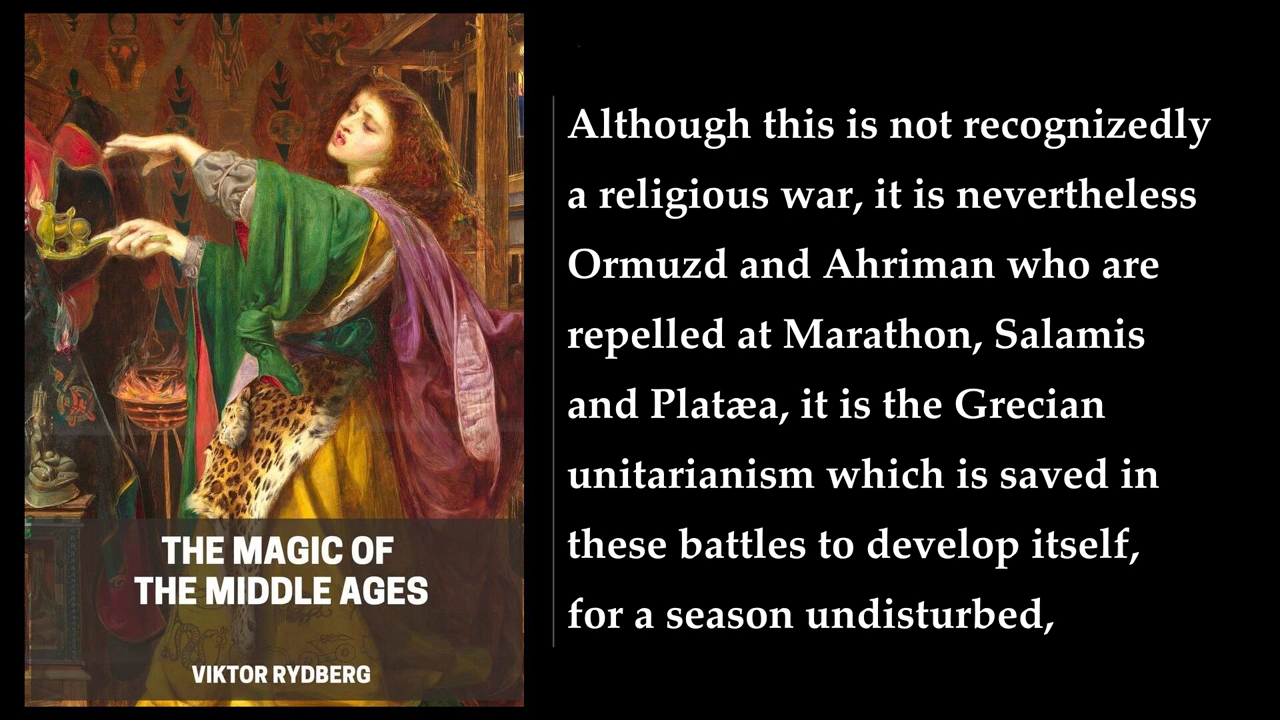 THE MAGIC OF
THE MIDDLE AGES
VIKTOR RYDBERG
Although this is not recognizedly
a religious war, it is nevertheless
Ormuzd and Ahriman who are
repelled at Marathon, Salamis
and Platæa, it is the Grecian
unitarianism which is saved in
these battles to develop itself,
for a season undisturbed,